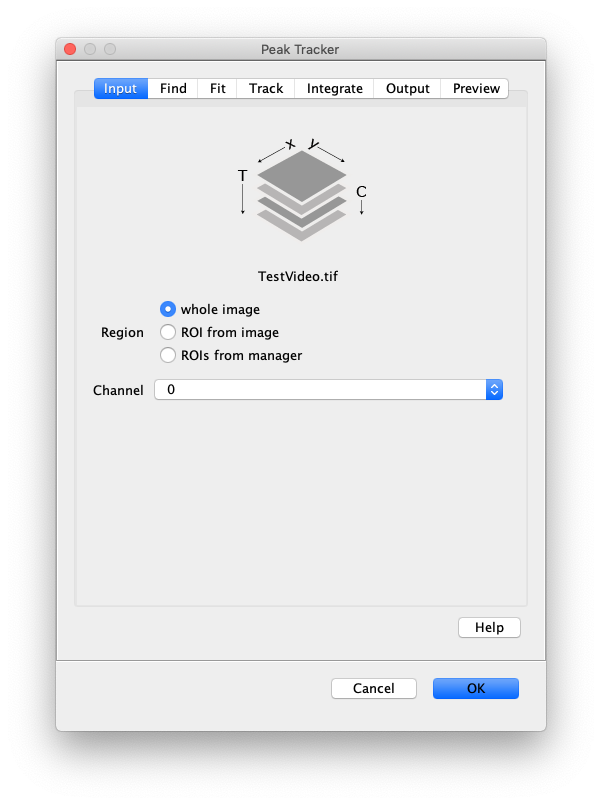 Peak Tracker
Input Find Fit Track Integrate Output Preview
x y
T
C
TestVideo.tif
whole image
Region ROI from image
ROIs from manager
Channel 0
Help
Cancel OK